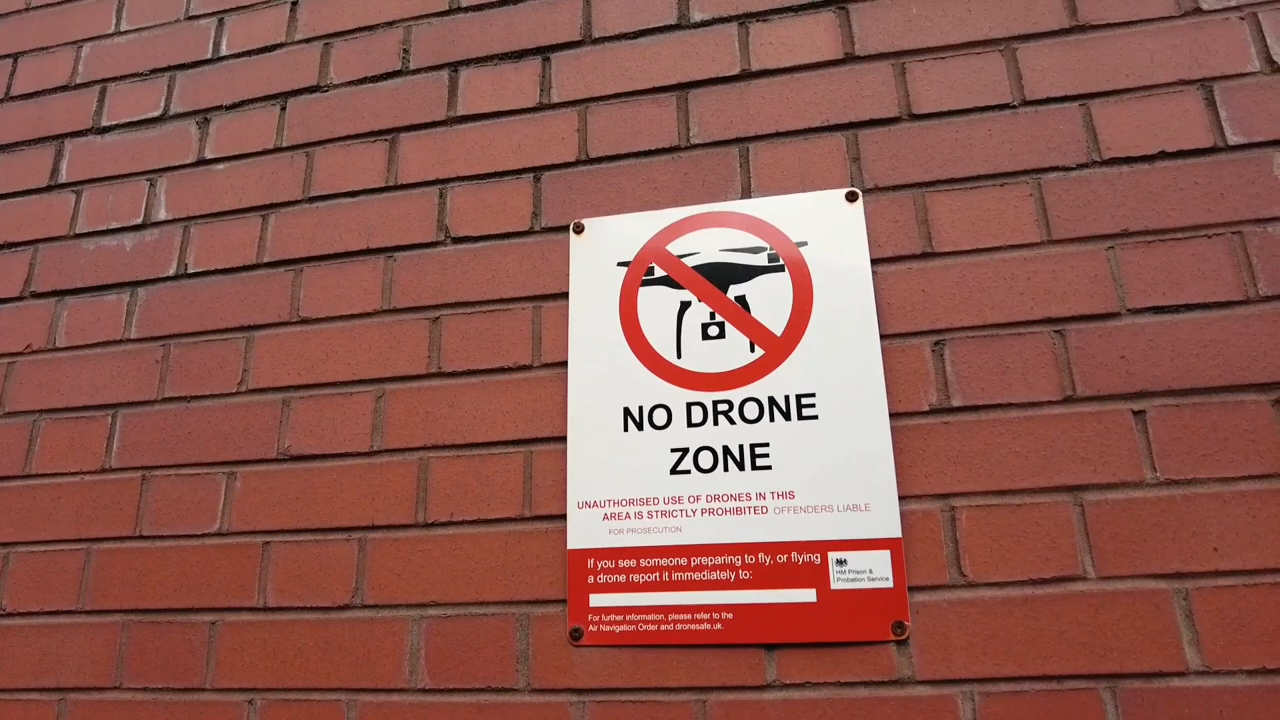 NO DRONE
ZONE
UNAUTHORISED USE OF DRONES IN THIS
AREA IS STRICTLY PROHIBITED OFFENDERS LIABLE
FOR PROSECUTION
If you see someone preparing to fly, or flying
a drone report it immediately to:
HM Prison &
Probation Service
For further information, please refer to the
Air Navigation Order and dronesafe.uk.